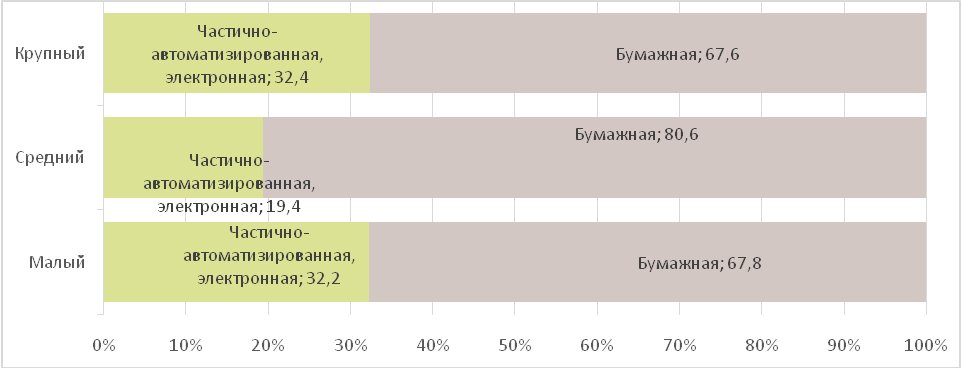 Крупный
Частично-
автоматизированная,
электронная; 32,4
Бумажная; 67,6
Средний
Частично-
автоматизированная,
электронная; 19,4
Бумажная; 80,6
Малый
Частично-
автоматизированная,
электронная; 32,2
Бумажная; 67,8
0% 10% 20% 30% 40% 50% 60% 70% 80% 90% 100%